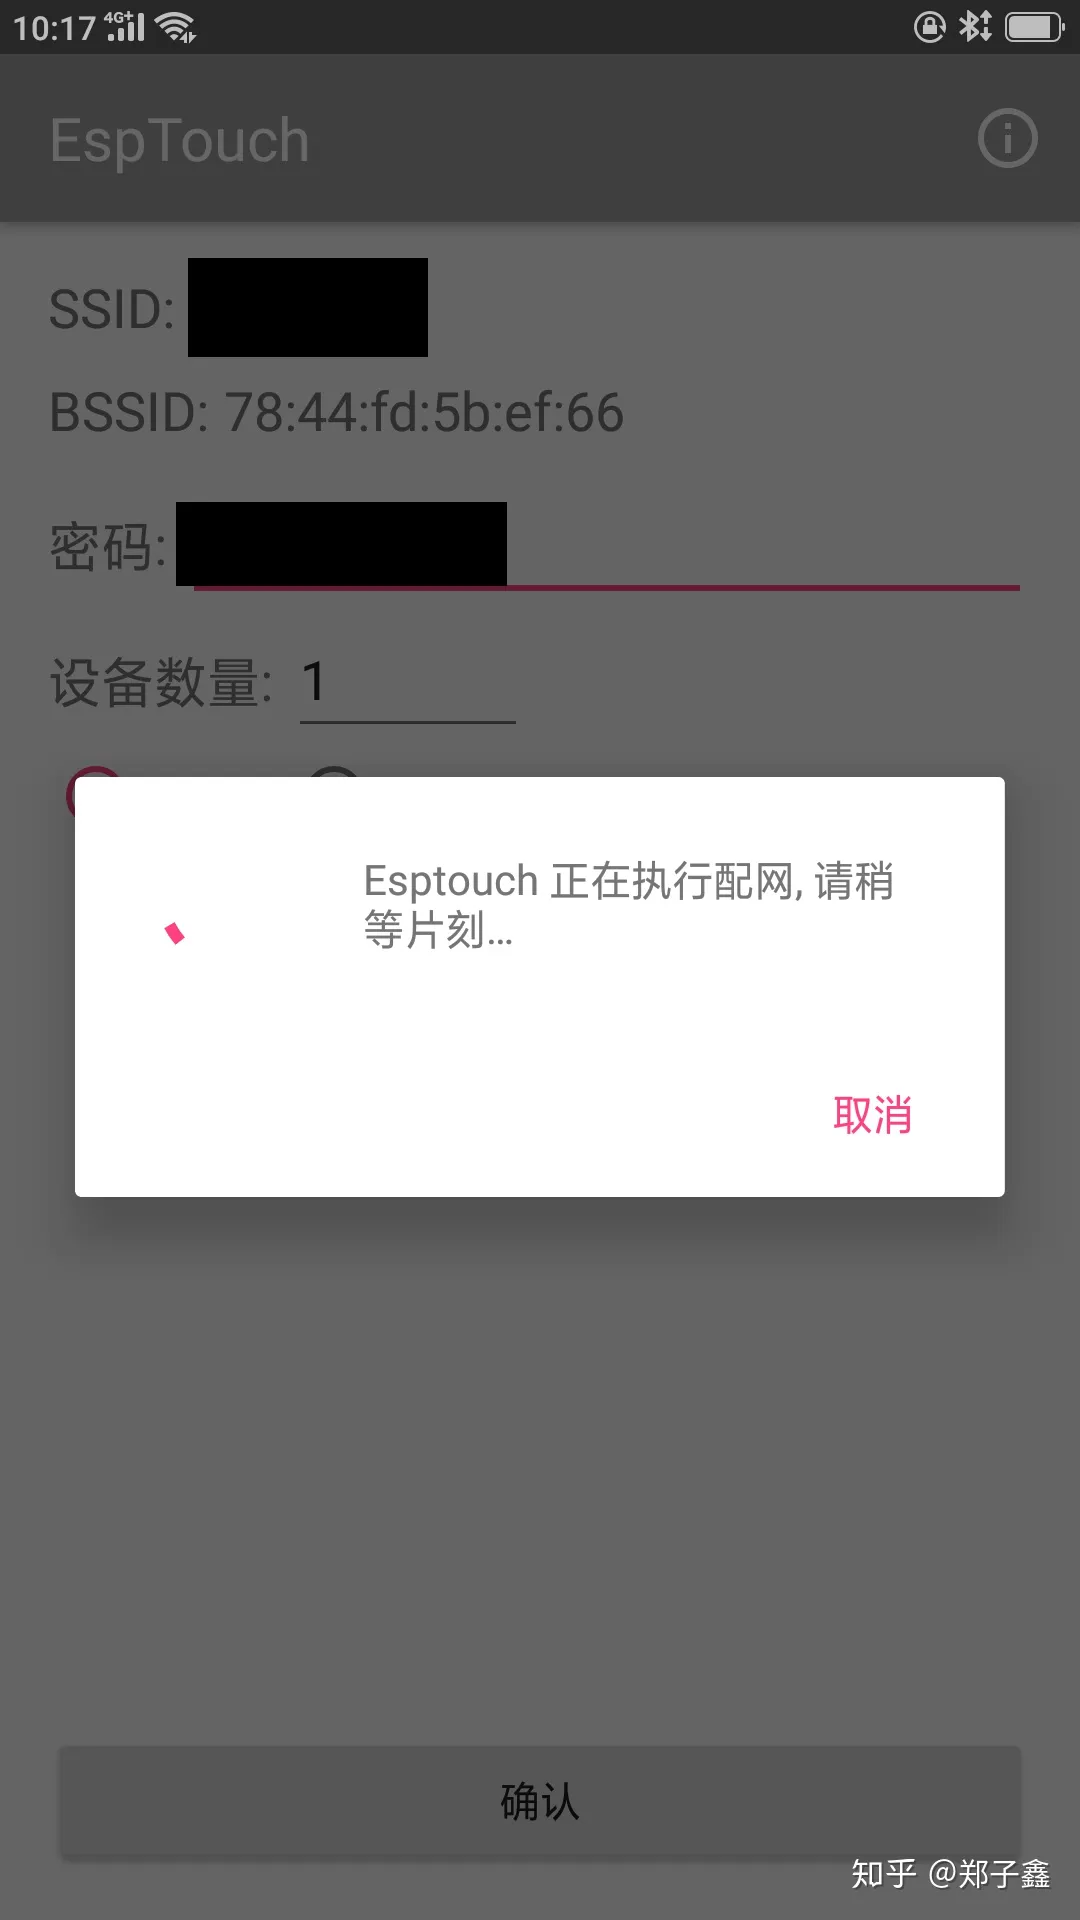 10:17 4G+
EspTouch
SSID:
BSSID: 78:44:fd:5b:ef:66
密码:
设备数量: 1
Esptouch 正在执行配网, 请稍
等片刻...
取消
确认
知乎 @郑子鑫